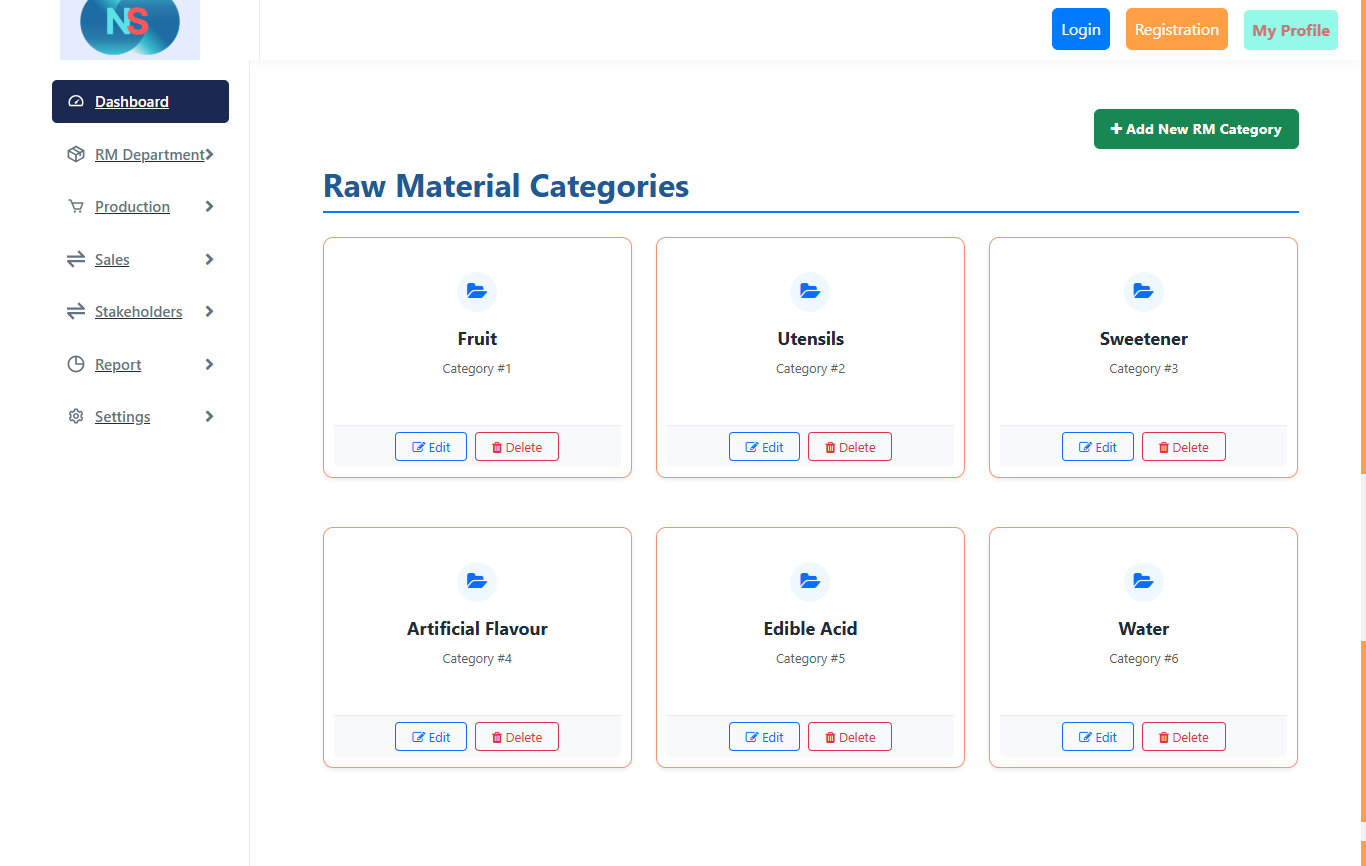 NS
Login Registration My Profile
Dashboard
RM Department
Production
Sales
Stakeholders
Report
Settings
Add New RM Category
Raw Material Categories
Fruit
Category #1
Edit Delete
Utensils
Category #2
Edit Delete
Sweetener
Category #3
Edit Delete
Artificial Flavour
Category #4
Edit Delete
Edible Acid
Category #5
Edit Delete
Water
Category #6
Edit Delete